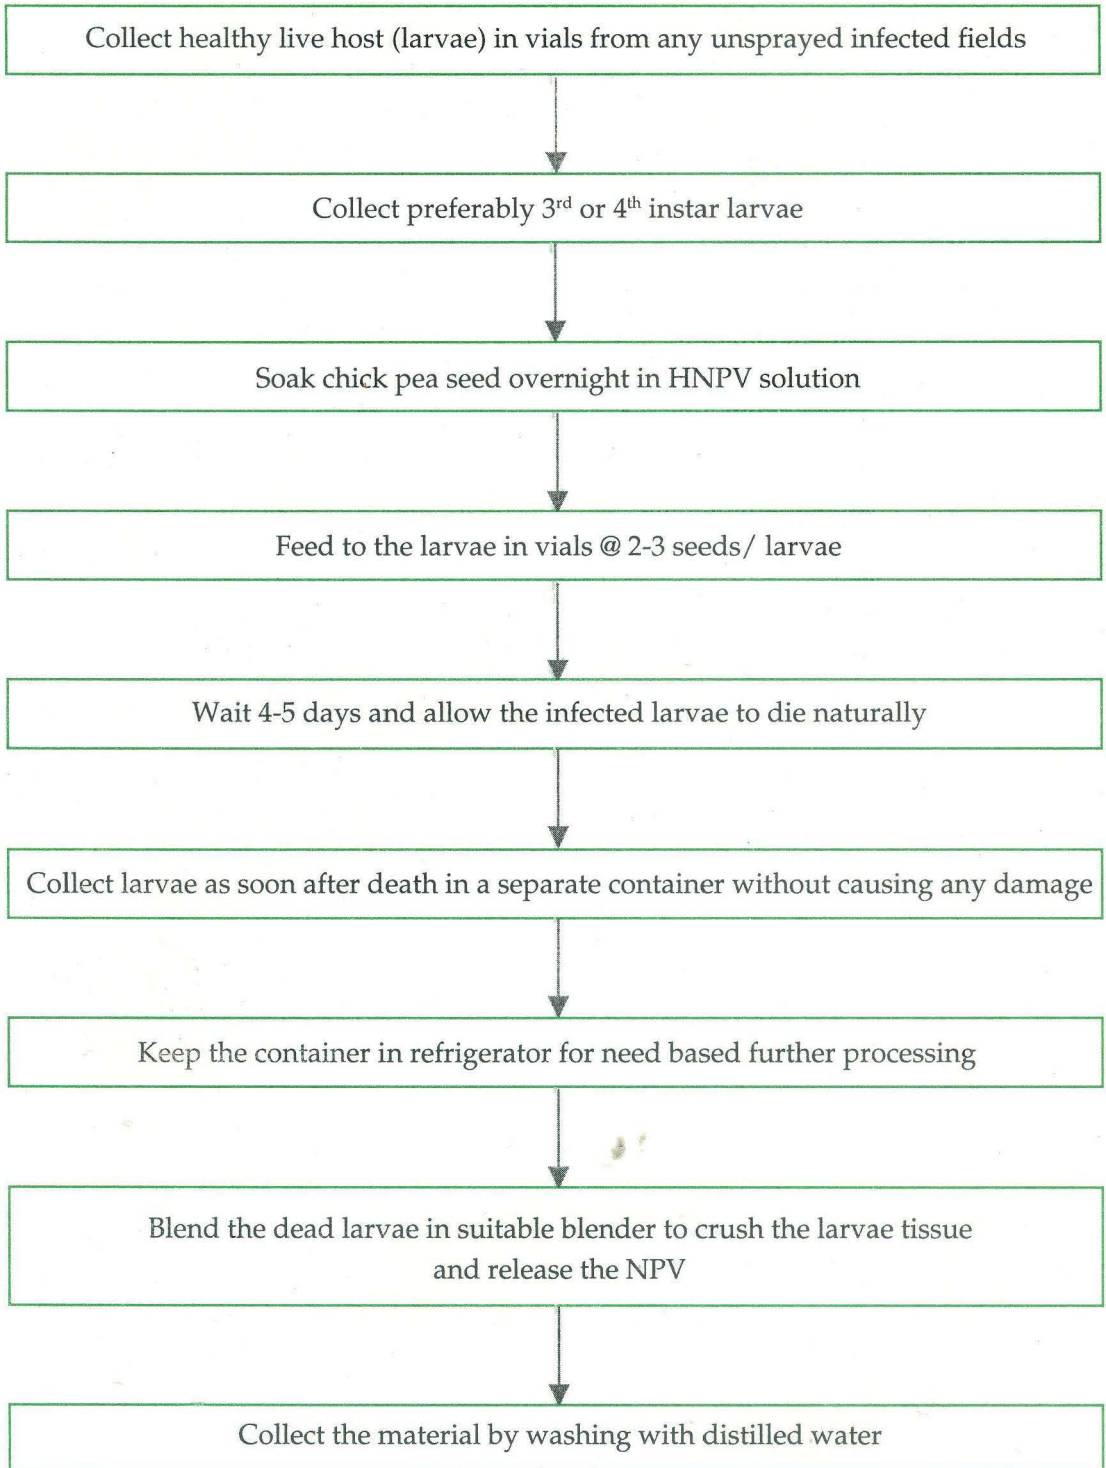 Collect healthy live host (larvae) in vials from any unsprayed infected fields
Collect preferably 3rd or 4th instar larvae
Soak chick pea seed overnight in HNPV solution
Feed to the larvae in vials @ 2-3 seeds/ larvae
Wait 4-5 days and allow the infected larvae to die naturally
Collect larvae as soon after death in a separate container without causing any damage
Keep the container in refrigerator for need based further processing
Blend the dead larvae in suitable blender to crush the larvae tissue
and release the NPV
Collect the material by washing with distilled water